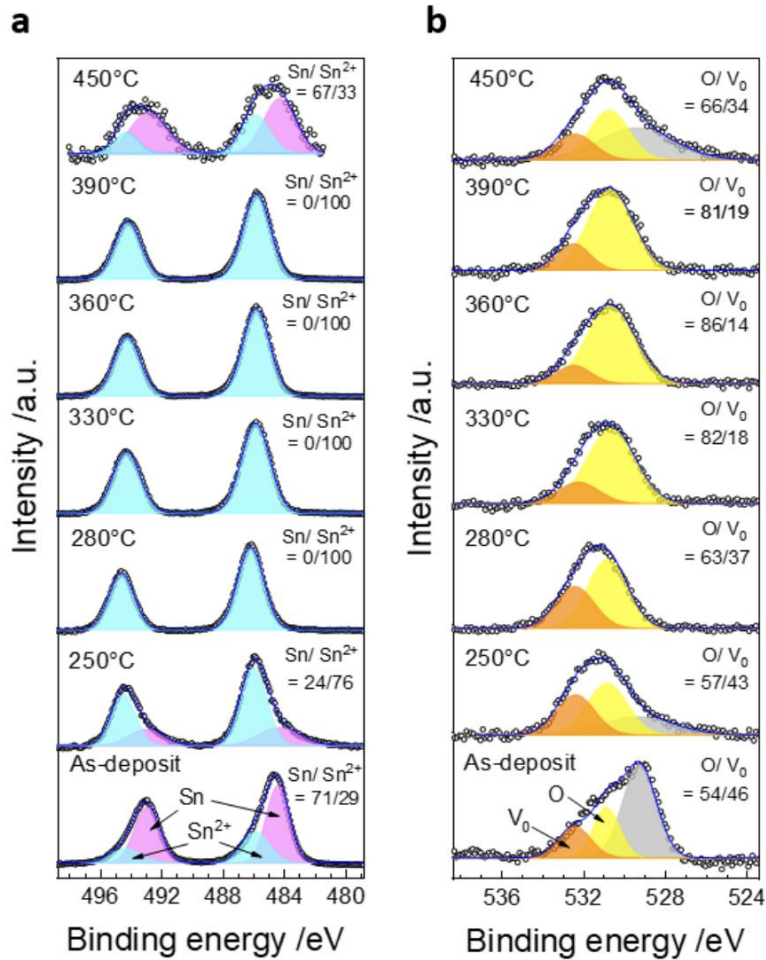 a
450°C
Sn/ Sn²⁺
= 67/33
390°C
Sn/ Sn²⁺
= 0/100
360°C
Sn/ Sn²⁺
= 0/100
330°C
Sn/ Sn²⁺
= 0/100
280°C
Sn/ Sn²⁺
= 0/100
250°C
Sn/ Sn²⁺
= 24/76
As-deposit
Sn/ Sn²⁺
= 71/29
Sn
Sn²⁺
Intensity /a.u.
496 492 488 484 480
Binding energy /eV
b
450°C
O/ V₀
= 66/34
390°C
O/ V₀
= 81/19
360°C
O/ V₀
= 86/14
330°C
O/ V₀
= 82/18
280°C
O/ V₀
= 63/37
250°C
O/ V₀
= 57/43
As-deposit
O/ V₀
= 54/46
O
V₀
Intensity /a.u.
536 532 528 524
Binding energy /eV